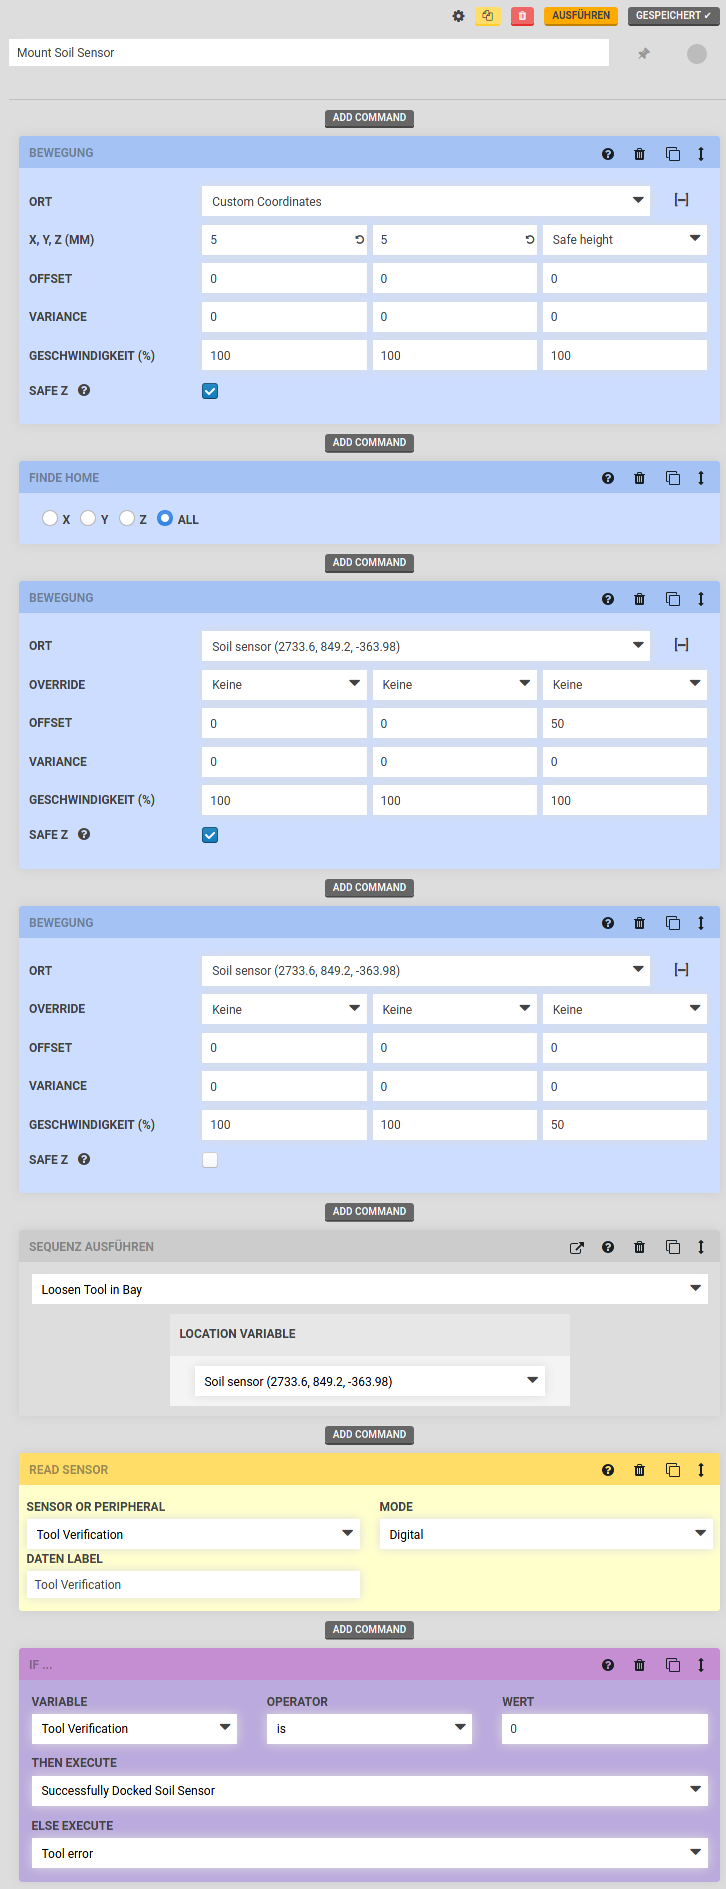 AUSFÜHREN GESPEICHERT ✔
Mount Soil Sensor
ADD COMMAND
BEWEGUNG
ORT Custom Coordinates [–]
X, Y, Z (MM) 5 5 Safe height
OFFSET 0 0 0
VARIANCE 0 0 0
GESCHWINDIGKEIT (%) 100 100 100
SAFE Z
ADD COMMAND
FINDE HOME
X Y Z ALL
ADD COMMAND
BEWEGUNG
ORT Soil sensor (2733.6, 849.2, -363.98) [–]
OVERRIDE Keine Keine Keine
OFFSET 0 0 50
VARIANCE 0 0 0
GESCHWINDIGKEIT (%) 100 100 100
SAFE Z
ADD COMMAND
BEWEGUNG
ORT Soil sensor (2733.6, 849.2, -363.98) [–]
OVERRIDE Keine Keine Keine
OFFSET 0 0 0
VARIANCE 0 0 0
GESCHWINDIGKEIT (%) 100 100 50
SAFE Z
ADD COMMAND
SEQUENZ AUSFÜHREN
Loosen Tool in Bay
LOCATION VARIABLE
Soil sensor (2733.6, 849.2, -363.98)
ADD COMMAND
READ SENSOR
SENSOR OR PERIPHERAL MODE
Tool Verification Digital
DATEN LABEL
Tool Verification
ADD COMMAND
IF ...
VARIABLE OPERATOR WERT
Tool Verification is 0
THEN EXECUTE
Successfully Docked Soil Sensor
ELSE EXECUTE
Tool error